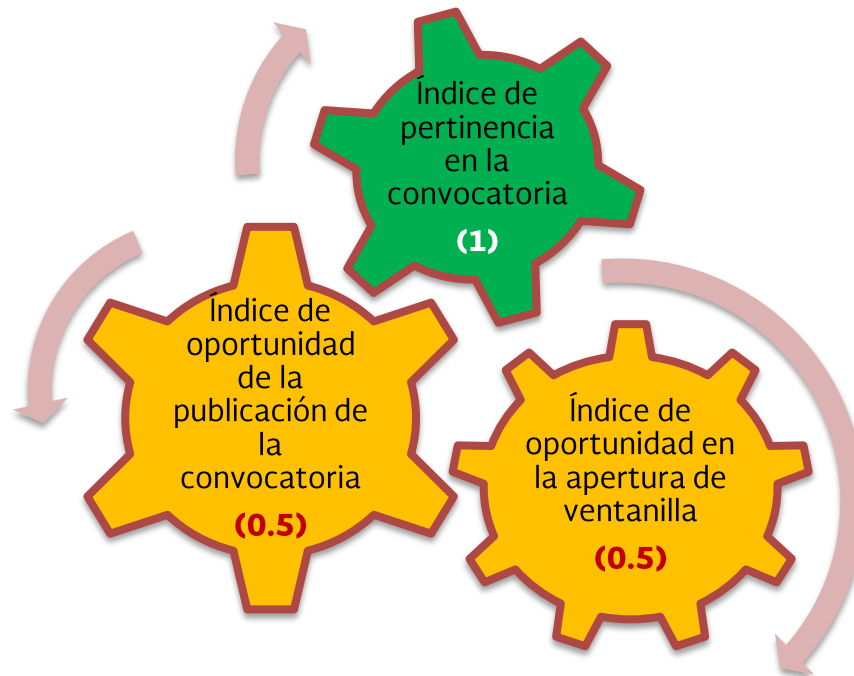 Índice de
pertinencia
en la
convocatoria
(1)
Índice de
oportunidad
de la
publicación de
la
convocatoria
(0.5)
Índice de
oportunidad en
la apertura de
ventanilla
(0.5)